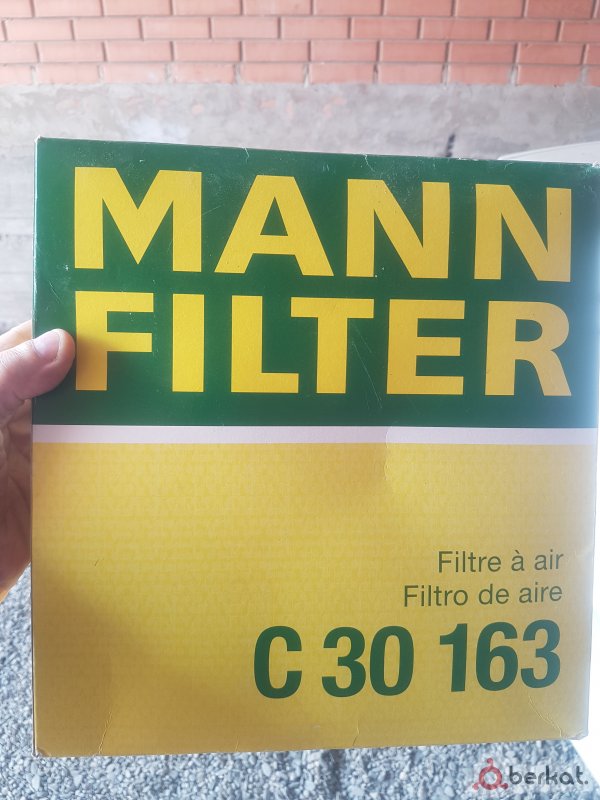 MANN
FILTER
Filtre à air
Filtro de aire
C 30 163
berkat.